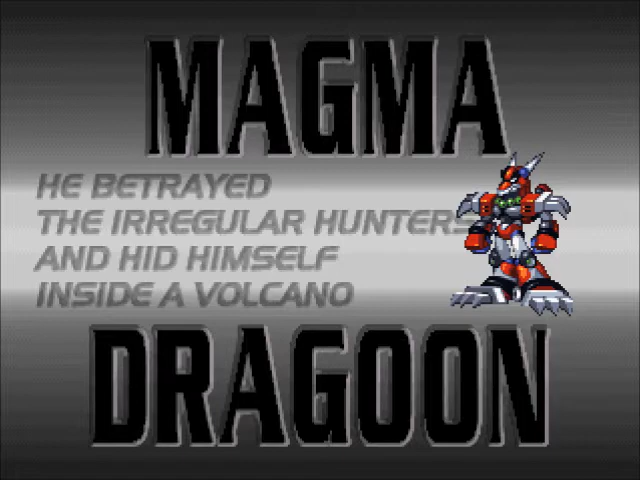 MAGMA
HE BETRAYED
THE IRREGULAR HUNTERS
AND HID HIMSELF
INSIDE A VOLCANO
DRAGOON